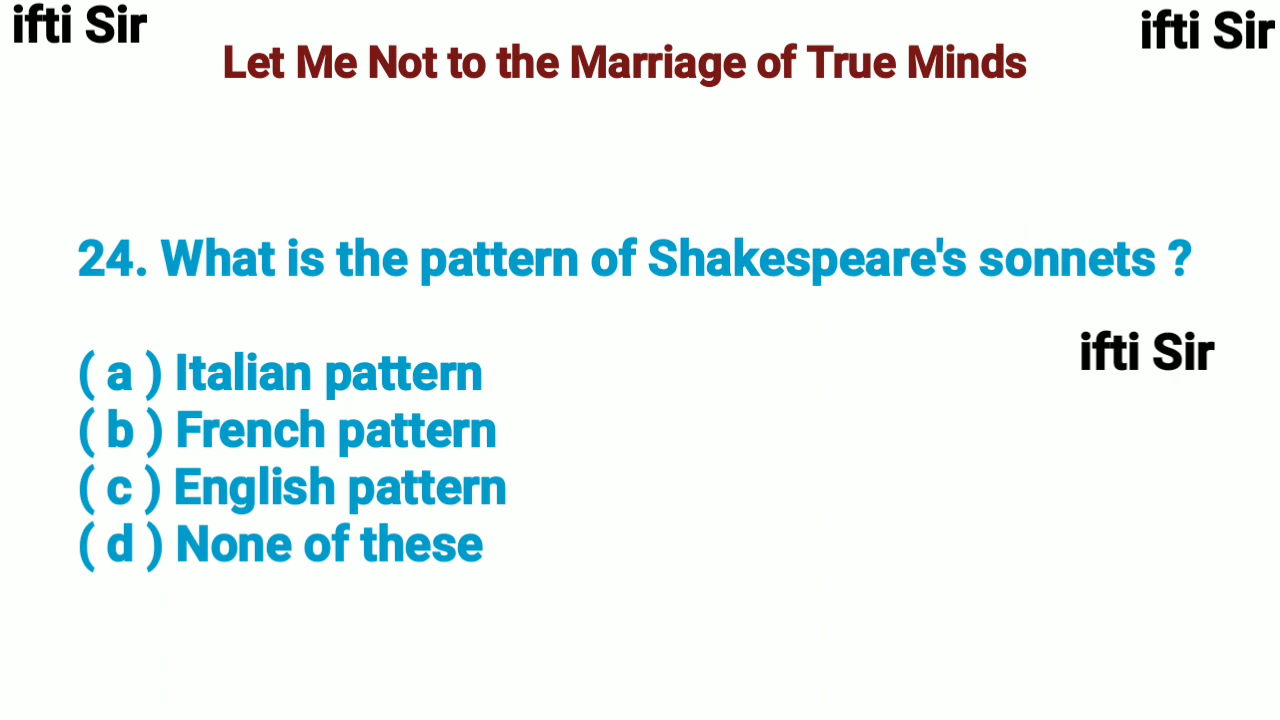 ifti Sir
ifti Sir
Let Me Not to the Marriage of True Minds
24. What is the pattern of Shakespeare's sonnets ?
ifti Sir
( a ) Italian pattern
( b ) French pattern
( c ) English pattern
( d ) None of these